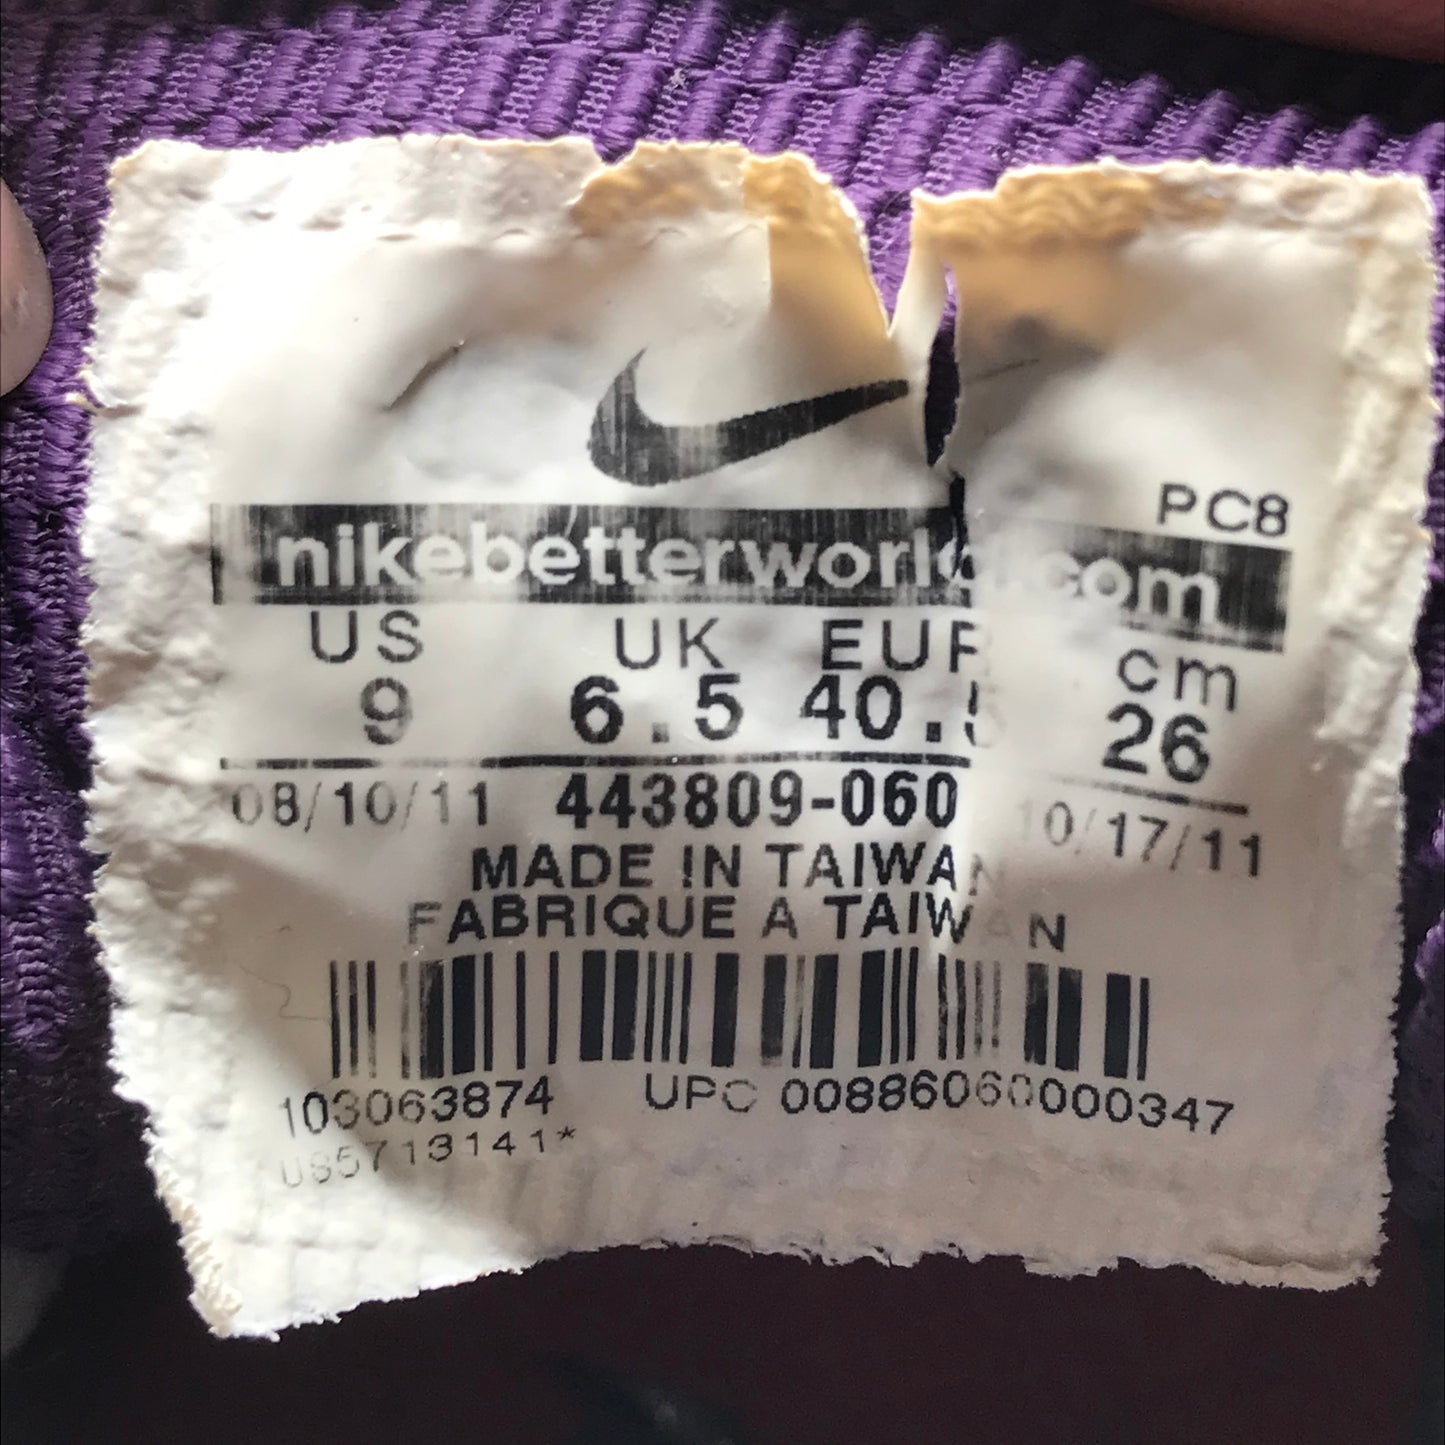 PC8
nikebetterworld.com
US UK EUR cm
9 6.5 40.5 26
08/10/11 443809-060 10/17/11
MADE IN TAIWAN
FABRIQUE A TAIWAN
103063874 UPC 00886060000347
US5713141*